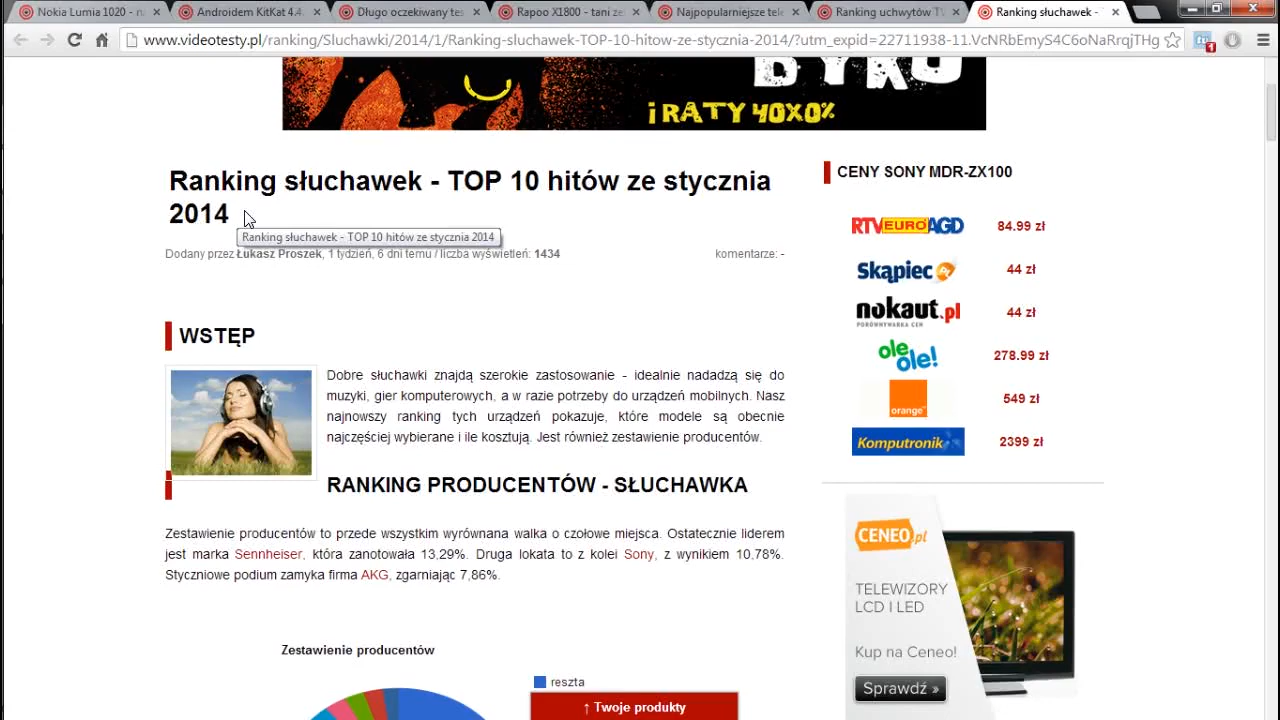 Nokia Lumia 1020 - n
Androidem KitKat 4.4.
Długo oczekiwany tes
Rapoo X1800 - tani ze
Najpopularniejsze tele
Ranking uchwytów TV
Ranking słuchawek -
www.videotesty.pl/ranking/Sluchawki/2014/1/Ranking-sluchawek-TOP-10-hitow-ze-stycznia-2014/?utm_expid=22711938-11.VcNRbEmyS4C6oNaRrqjTHg
1
BYKU
i RATY 40X0%
Ranking słuchawek - TOP 10 hitów ze stycznia
2014
Ranking słuchawek - TOP 10 hitów ze stycznia 2014
Dodany przez Łukasz Proszek, 1 tydzień, 6 dni temu / liczba wyświetleń: 1434
komentarze: -
WSTĘP
Dobre słuchawki znajdą szerokie zastosowanie - idealnie nadadzą się do
muzyki, gier komputerowych, a w razie potrzeby do urządzeń mobilnych. Nasz
najnowszy ranking tych urządzeń pokazuje, które modele są obecnie
najczęściej wybierane i ile kosztują. Jest również zestawienie producentów.
RANKING PRODUCENTÓW - SŁUCHAWKA
Zestawienie producentów to przede wszystkim wyrównana walka o czołowe miejsca. Ostatecznie liderem
jest marka Sennheiser, która zanotowała 13,29%. Druga lokata to z kolei Sony, z wynikiem 10,78%.
Styczniowe podium zamyka firma AKG, zgarniając 7,86%.
Zestawienie producentów
reszta
↑ Twoje produkty
CENY SONY MDR-ZX100
RTV EURO AGD 84.99 zł
Skąpiec PL 44 zł
nokaut.pl 44 zł
PORÓWNYWARKA CEN
ole ole! 278.99 zł
orange 549 zł
Komputronik 2399 zł
CENEO.pl
TELEWIZORY
LCD I LED
Kup na Ceneo!
Sprawdź »